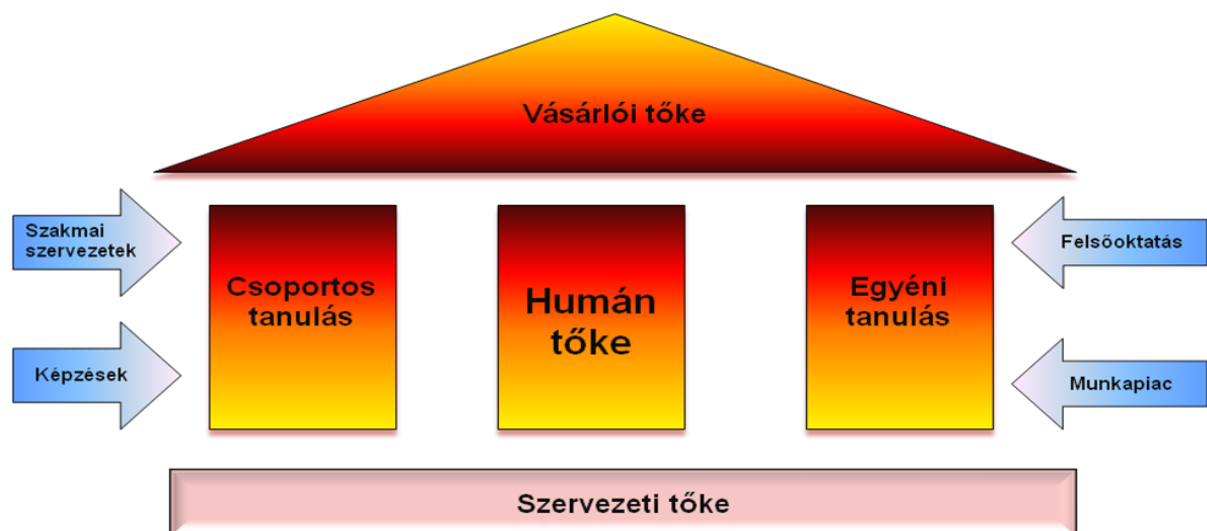 Vásárlói tőke
Szakmai
szervezetek
Képzések
Csoportos
tanulás
Humán
tőke
Egyéni
tanulás
Felsőoktatás
Munkapiac
Szervezeti tőke